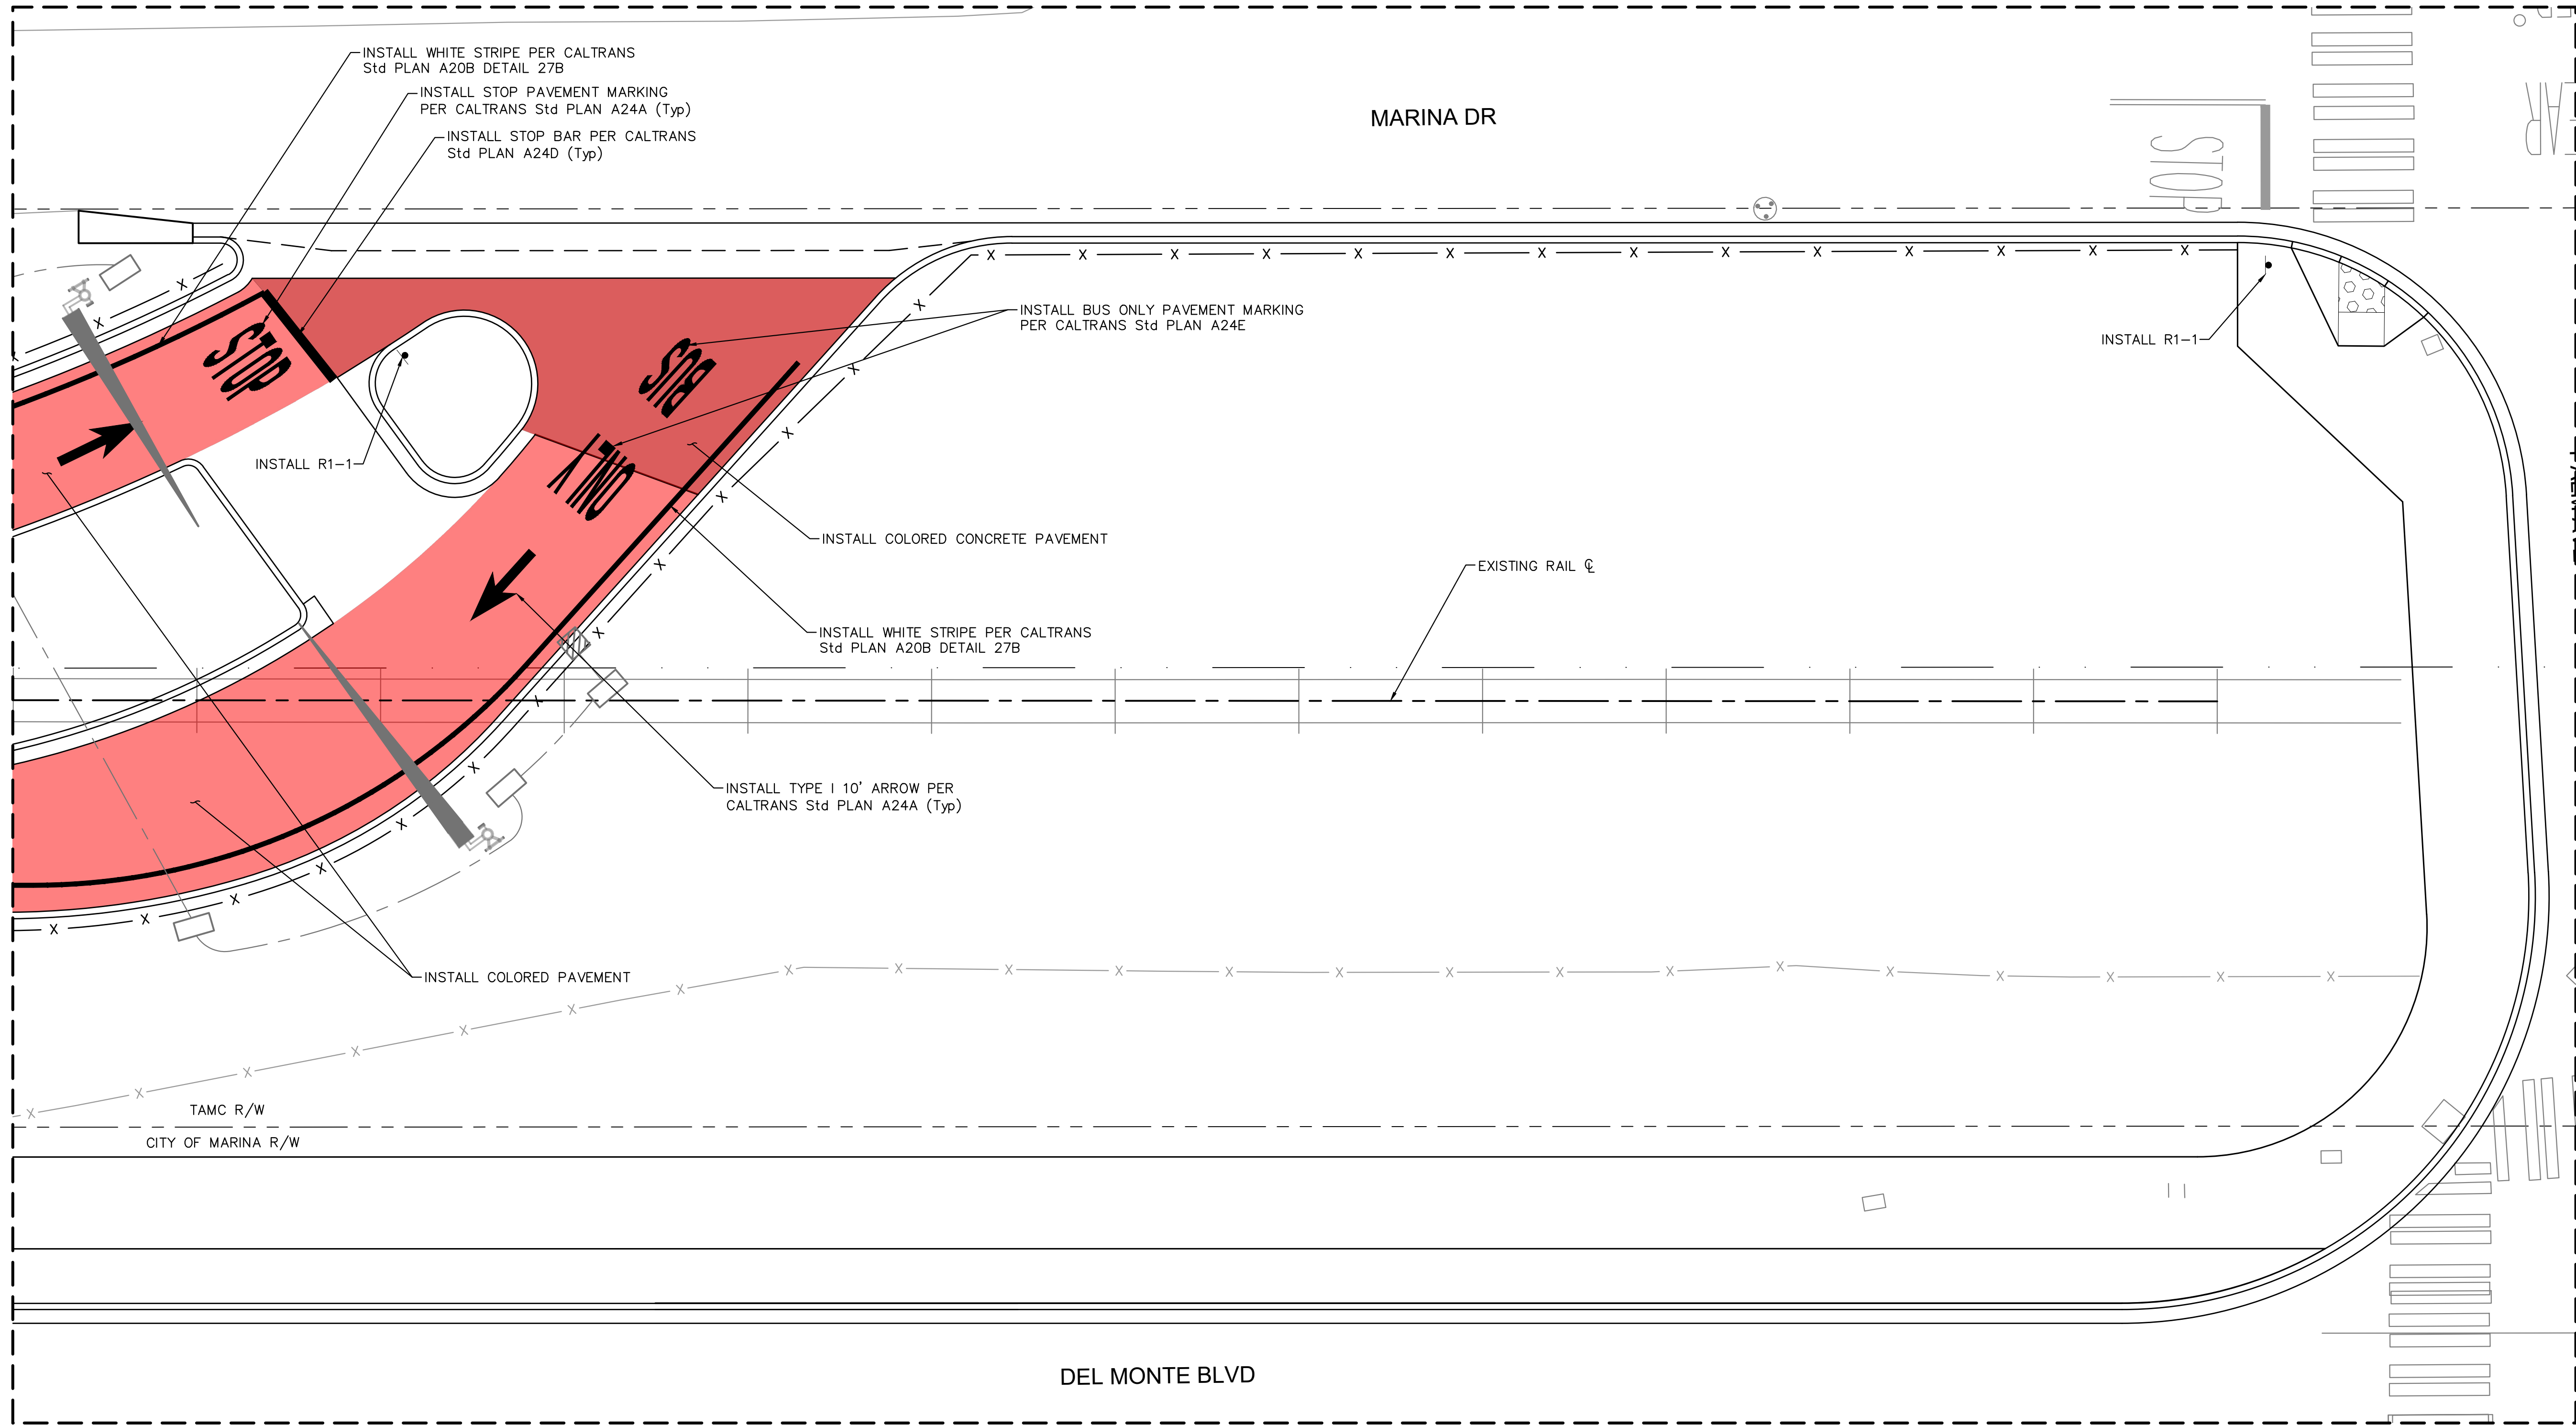 INSTALL WHITE STRIPE PER CALTRANS
Std PLAN A20B DETAIL 27B
INSTALL STOP PAVEMENT MARKING
PER CALTRANS Std PLAN A24A (Typ)
INSTALL STOP BAR PER CALTRANS
Std PLAN A24D (Typ)
MARINA DR
STOP
STOP
INSTALL BUS ONLY PAVEMENT MARKING
PER CALTRANS Std PLAN A24E
INSTALL R1-1
BUS
ONLY
INSTALL R1-1
INSTALL COLORED CONCRETE PAVEMENT
EXISTING RAIL ℄
INSTALL WHITE STRIPE PER CALTRANS
Std PLAN A20B DETAIL 27B
INSTALL TYPE I 10' ARROW PER
CALTRANS Std PLAN A24A (Typ)
INSTALL COLORED PAVEMENT
TAMC R/W
CITY OF MARINA R/W
DEL MONTE BLVD